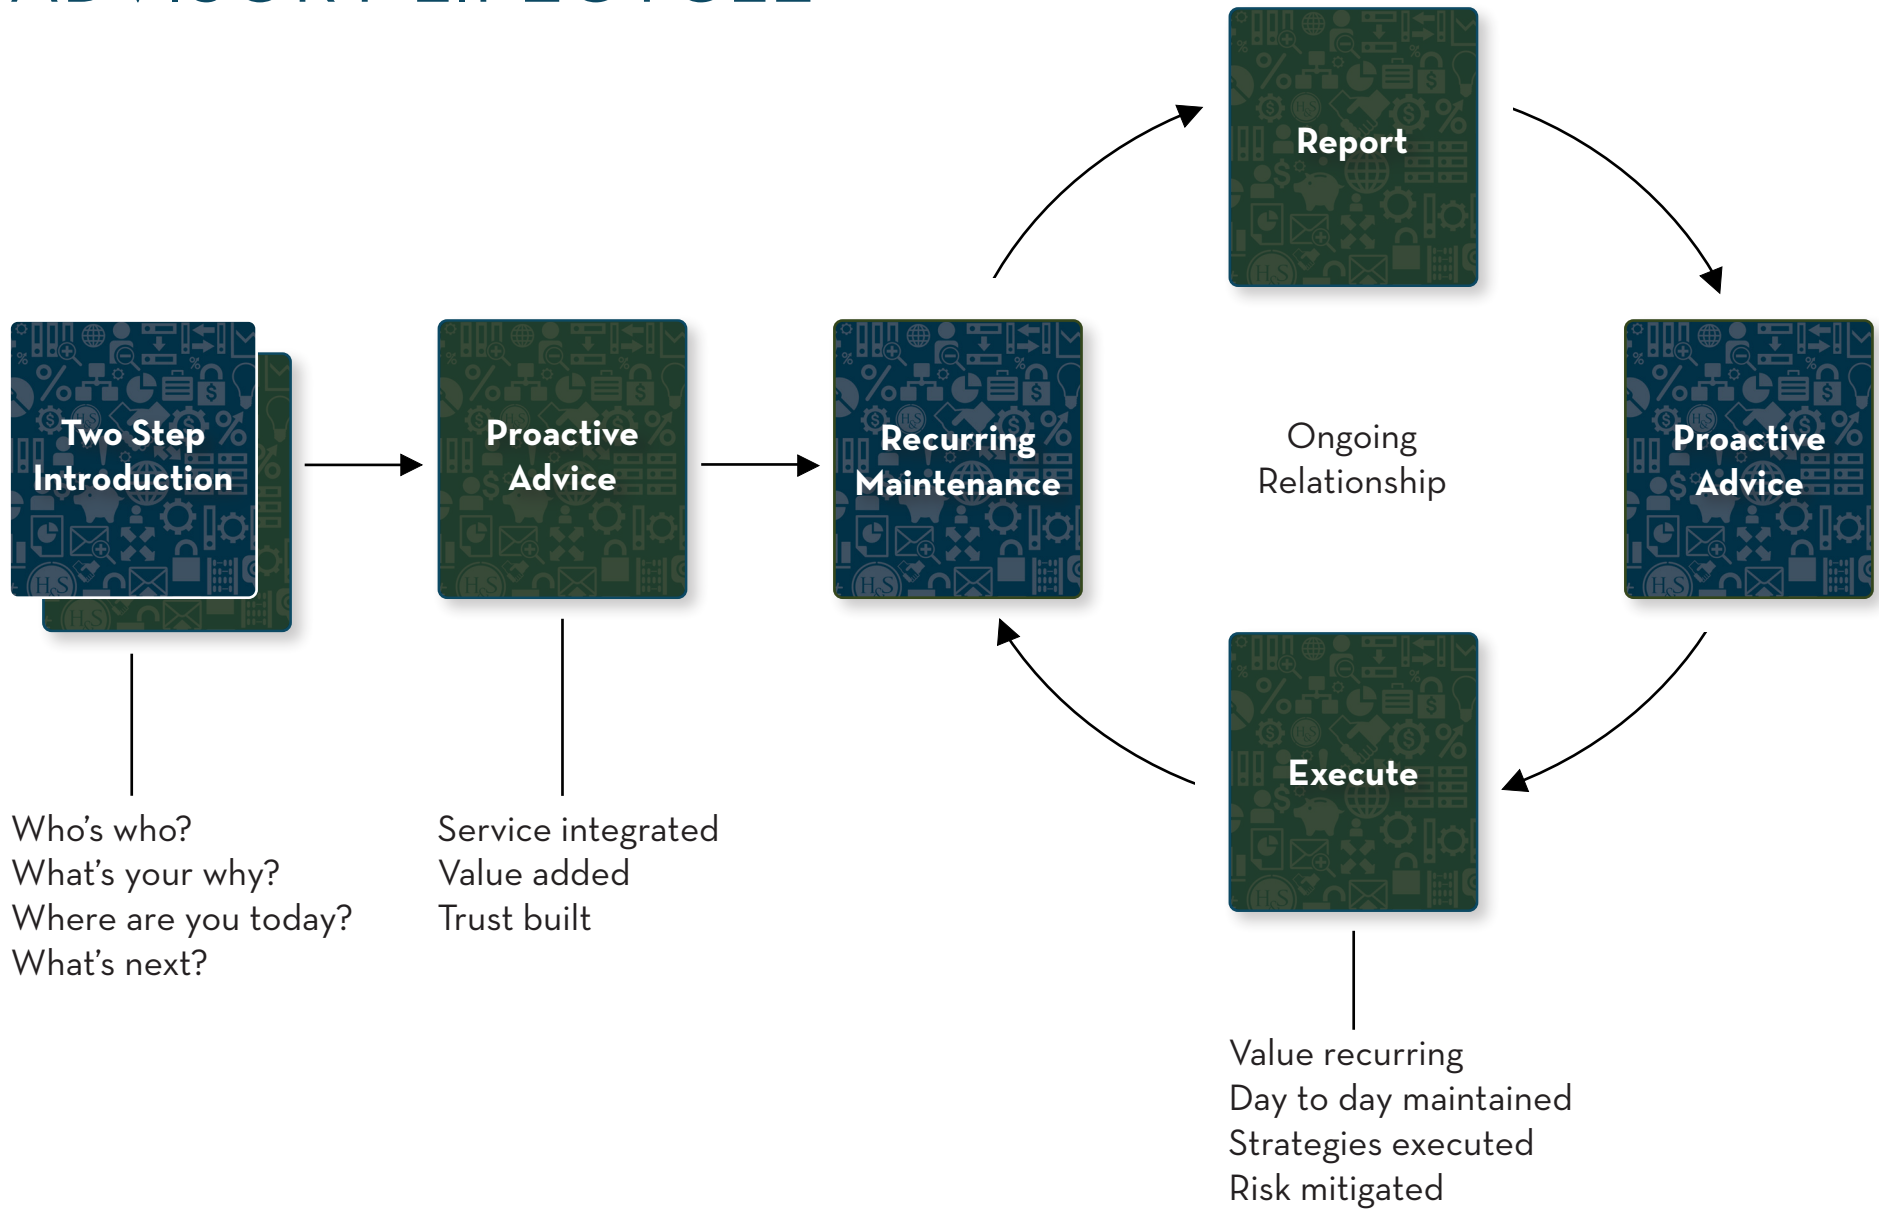 ADVISORY LIFECYCLE
Report
Two Step
Introduction
Proactive
Advice
Recurring
Maintenance
Ongoing
Relationship
Proactive
Advice
Execute
Who's who?
What's your why?
Where are you today?
What's next?
Service integrated
Value added
Trust built
Value recurring
Day to day maintained
Strategies executed
Risk mitigated